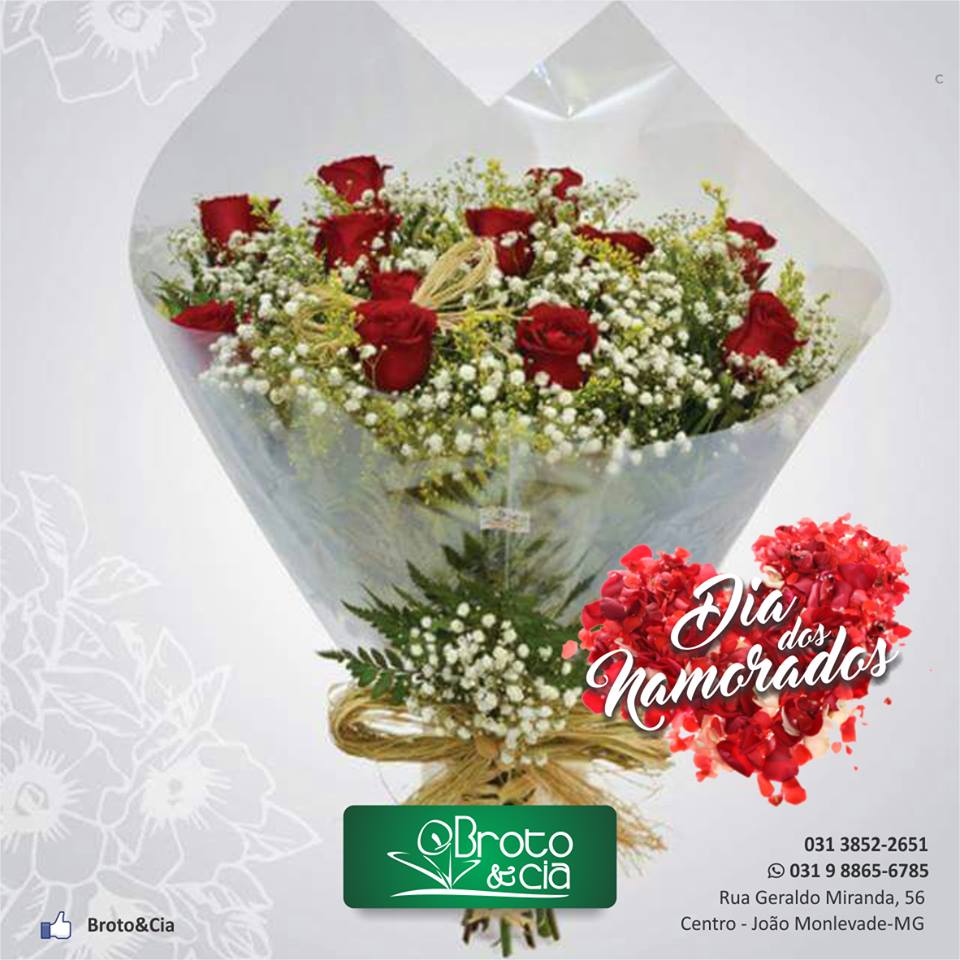 C
Dia
dos
Namorados
Broto
&cia
031 3852-2651
031 9 8865-6785
Rua Geraldo Miranda, 56
Centro - João Monlevade-MG
Broto&Cia